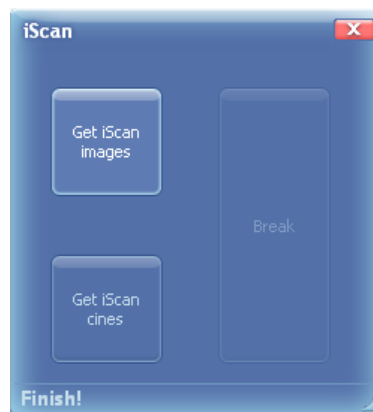 iScan
X
Get iScan
images
Break
Get iScan
cines
Finish!